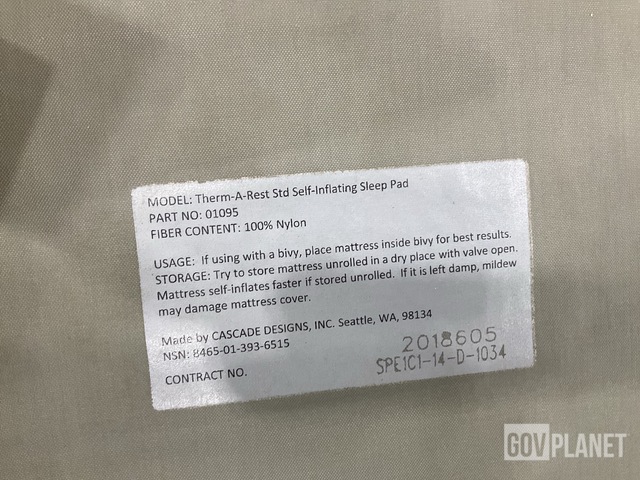 MODEL: Therm-A-Rest Std Self-Inflating Sleep Pad
PART NO: 01095
FIBER CONTENT: 100% Nylon
USAGE: If using with a bivy, place mattress inside bivy for best results.
STORAGE: Try to store mattress unrolled in a dry place with valve open.
Mattress self-inflates faster if stored unrolled. If it is left damp, mildew
may damage mattress cover.
Made by CASCADE DESIGNS, INC. Seattle, WA, 98134
NSN: 8465-01-393-6515
2018605
CONTRACT NO. SPE1C1-14-D-1034
GOVPLANET